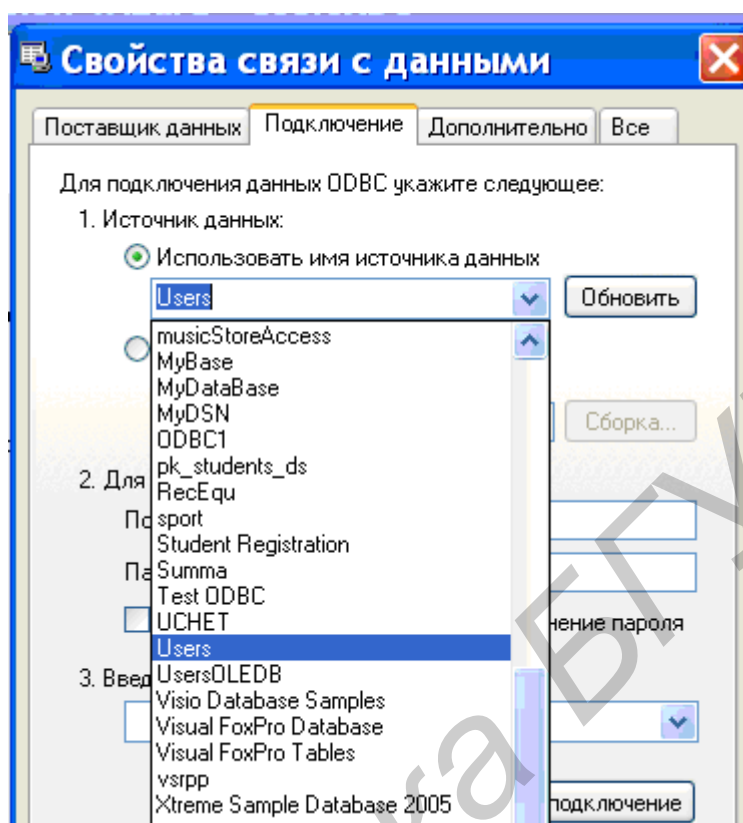 Свойства связи с данными
Поставщик данных Подключение Дополнительно Все
Для подключения данных ODBC укажите следующее:
1. Источник данных:
Использовать имя источника данных
Users Обновить
musicStoreAccess
MyBase
MyDataBase
MyDSN
ODBC1
Сборка...
pk_students_ds
2. Для
RecEqu
sport
Student Registration
Summa
Test ODBC
UCHET
пароля
Users
UsersOLEDB
3. Введ
Visio Database Samples
Visual FoxPro Database
Visual FoxPro Tables
vsrpp
Xtreme Sample Database 2005
подключение